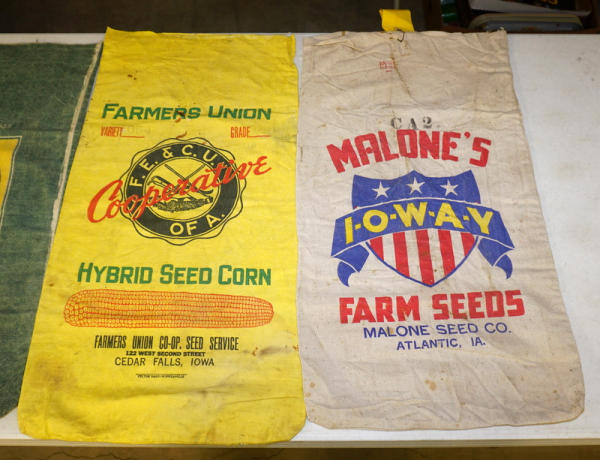 FARMERS UNION
VARIETY GRADE
F.E. & C.U.
Cooperative
OF A.
HYBRID SEED CORN
FARMERS UNION CO-OP. SEED SERVICE
122 WEST SECOND STREET
CEDAR FALLS, IOWA
CA2.
MALONE'S
I-O-W-A-Y
FARM SEEDS
MALONE SEED CO.
ATLANTIC, IA.